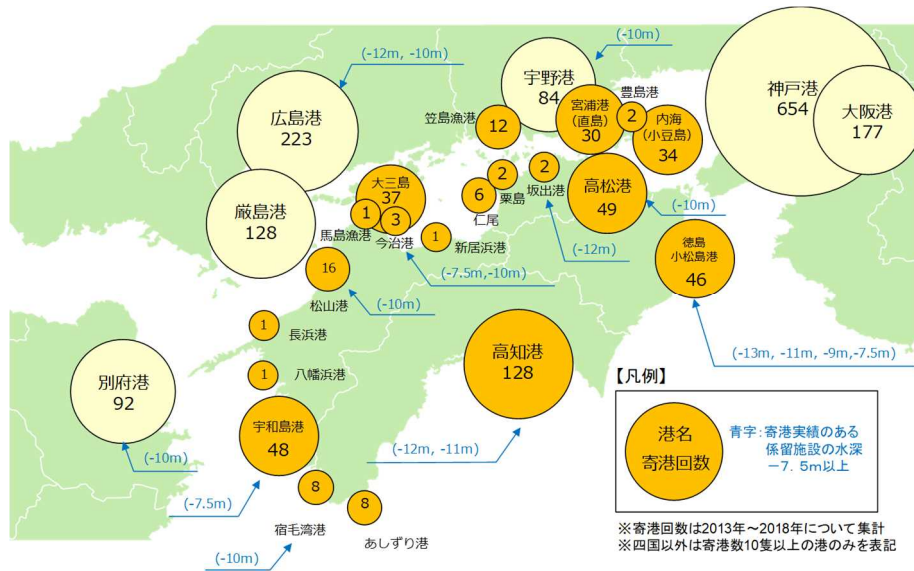 (-10m)
(-12m, -10m)
広島港
223
笠島漁港
12
宇野港
84
宮浦港
(直島)
30
豊島港
2
内海
(小豆島)
34
神戸港
654
大阪港
177
厳島港
128
大三島
37
1
3
馬島漁港
今治港
(-7.5m,-10m)
2
粟島
6
仁尾
2
坂出港
(-12m)
高松港
49
(-10m)
1
新居浜港
徳島
小松島港
46
(-13m, -11m, -9m,-7.5m)
16
松山港
(-10m)
1
長浜港
1
八幡浜港
別府港
92
(-10m)
高知港
128
(-12m, -11m)
宇和島港
48
(-7.5m)
8
宿毛湾港
(-10m)
8
あしずり港
【凡例】
港名
寄港回数
青字:寄港実績のある
係留施設の水深
-7.5m以上
※寄港回数は2013年~2018年について集計
※四国以外は寄港数10隻以上の港のみを表記